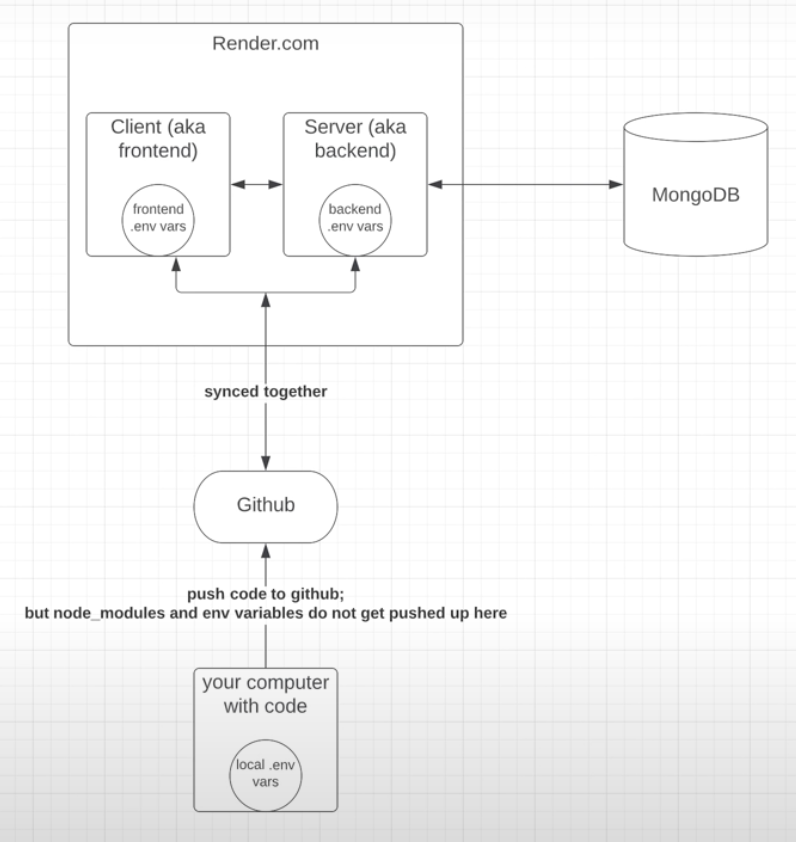 Render.com
Client (aka
frontend)
Server (aka
backend)
frontend
.env vars
backend
.env vars
MongoDB
synced together
Github
push code to github;
but node_modules and env variables do not get pushed up here
your computer
with code
local .env
vars